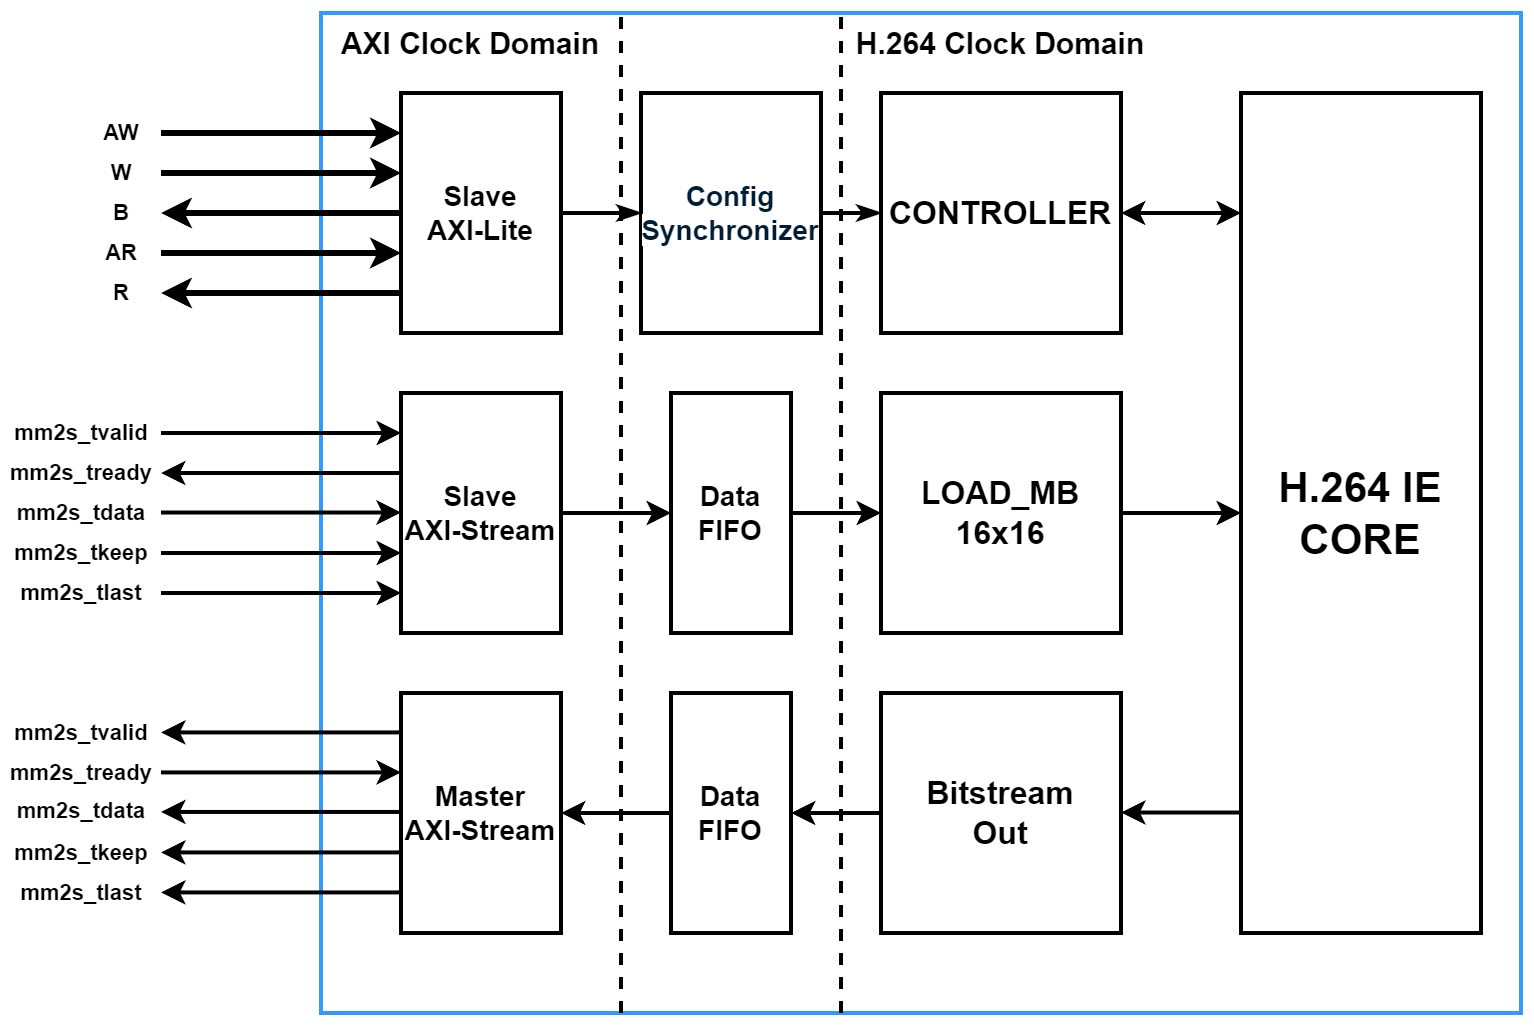 AXI Clock Domain
H.264 Clock Domain
AW
W
B
AR
R
Slave
AXI-Lite
Config
Synchronizer
CONTROLLER
mm2s_tvalid
mm2s_tready
mm2s_tdata
mm2s_tkeep
mm2s_tlast
Slave
AXI-Stream
Data
FIFO
LOAD_MB
16x16
H.264 IE
CORE
mm2s_tvalid
mm2s_tready
mm2s_tdata
mm2s_tkeep
mm2s_tlast
Master
AXI-Stream
Data
FIFO
Bitstream
Out